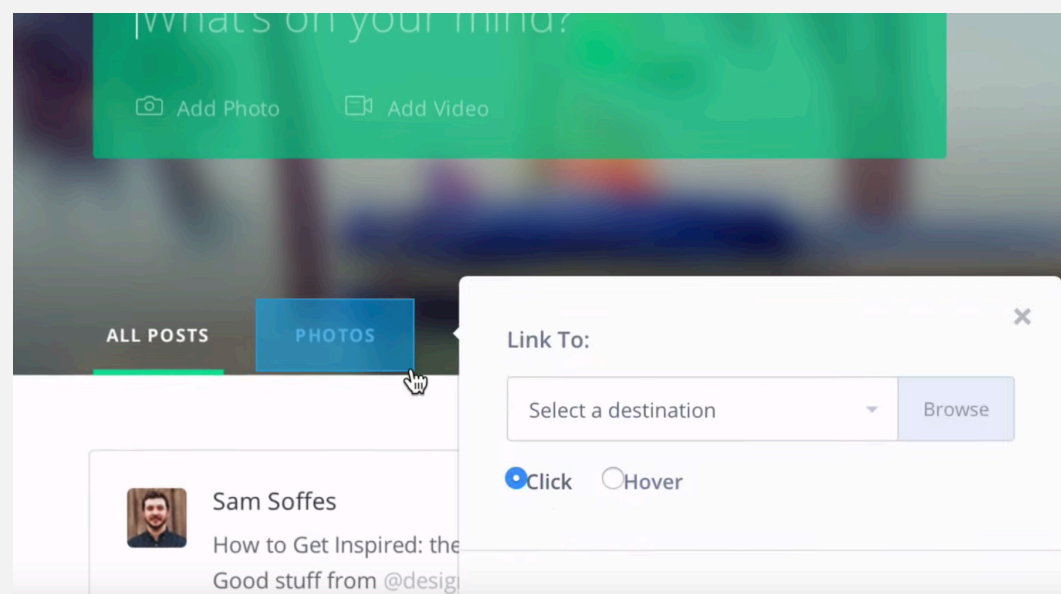 What's on your mind?
Add Photo Add Video
ALL POSTS PHOTOS
Link To:
Select a destination Browse
Click Hover
Sam Soffes
How to Get Inspired: the
Good stuff from @desig